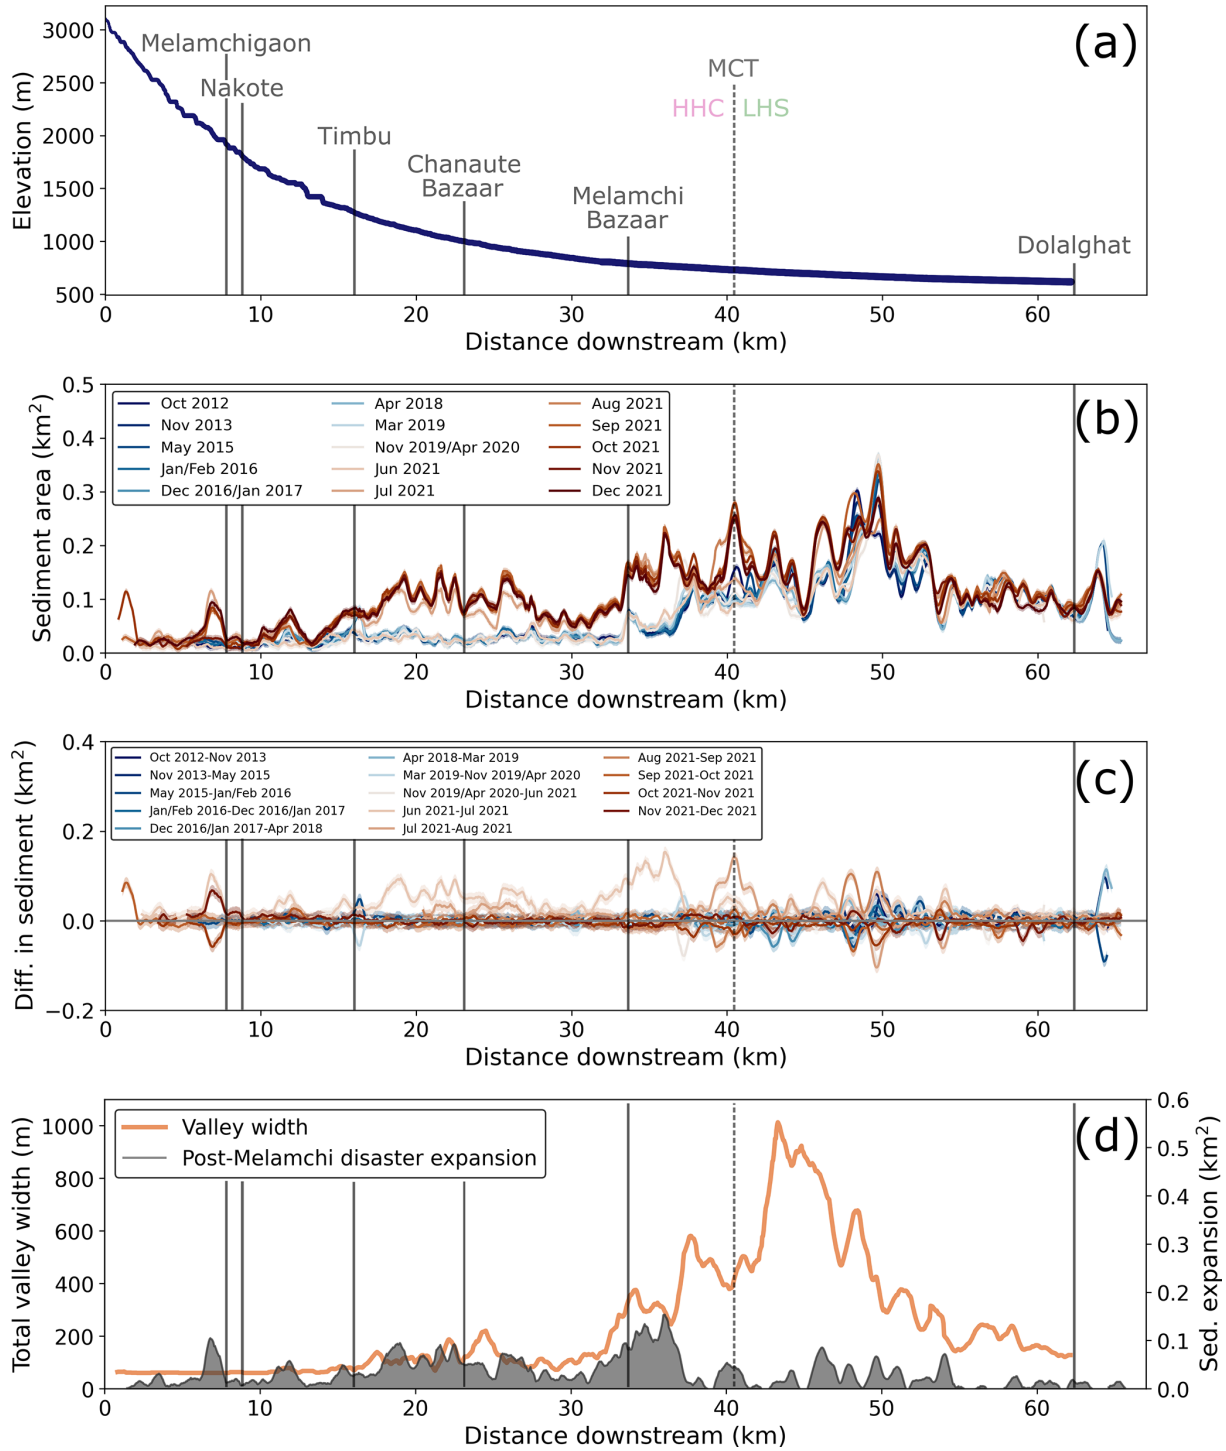 (a)
Elevation (m)
3000
2500
2000
1500
1000
500
Melamchigaon
Nakote
Timbu
Chanaute
Bazaar
Melamchi
Bazaar
MCT
HHC LHS
Dolalghat
0 10 20 30 40 50 60
Distance downstream (km)
(b)
Sediment area (km²)
0.5
0.4
0.3
0.2
0.1
0.0
Oct 2012
Nov 2013
May 2015
Jan/Feb 2016
Dec 2016/Jan 2017
Apr 2018
Mar 2019
Nov 2019/Apr 2020
Jun 2021
Jul 2021
Aug 2021
Sep 2021
Oct 2021
Nov 2021
Dec 2021
0 10 20 30 40 50 60
Distance downstream (km)
(c)
Diff. in sediment (km²)
0.4
0.2
0.0
−0.2
Oct 2012-Nov 2013
Nov 2013-May 2015
May 2015-Jan/Feb 2016
Jan/Feb 2016-Dec 2016/Jan 2017
Dec 2016/Jan 2017-Apr 2018
Apr 2018-Mar 2019
Mar 2019-Nov 2019/Apr 2020
Nov 2019/Apr 2020-Jun 2021
Jun 2021-Jul 2021
Jul 2021-Aug 2021
Aug 2021-Sep 2021
Sep 2021-Oct 2021
Oct 2021-Nov 2021
Nov 2021-Dec 2021
0 10 20 30 40 50 60
Distance downstream (km)
(d)
Total valley width (m)
1000
800
600
400
200
0
Valley width
Post-Melamchi disaster expansion
0.6
0.5
0.4
0.3
0.2
0.1
0.0
Sed. expansion (km²)
0 10 20 30 40 50 60
Distance downstream (km)